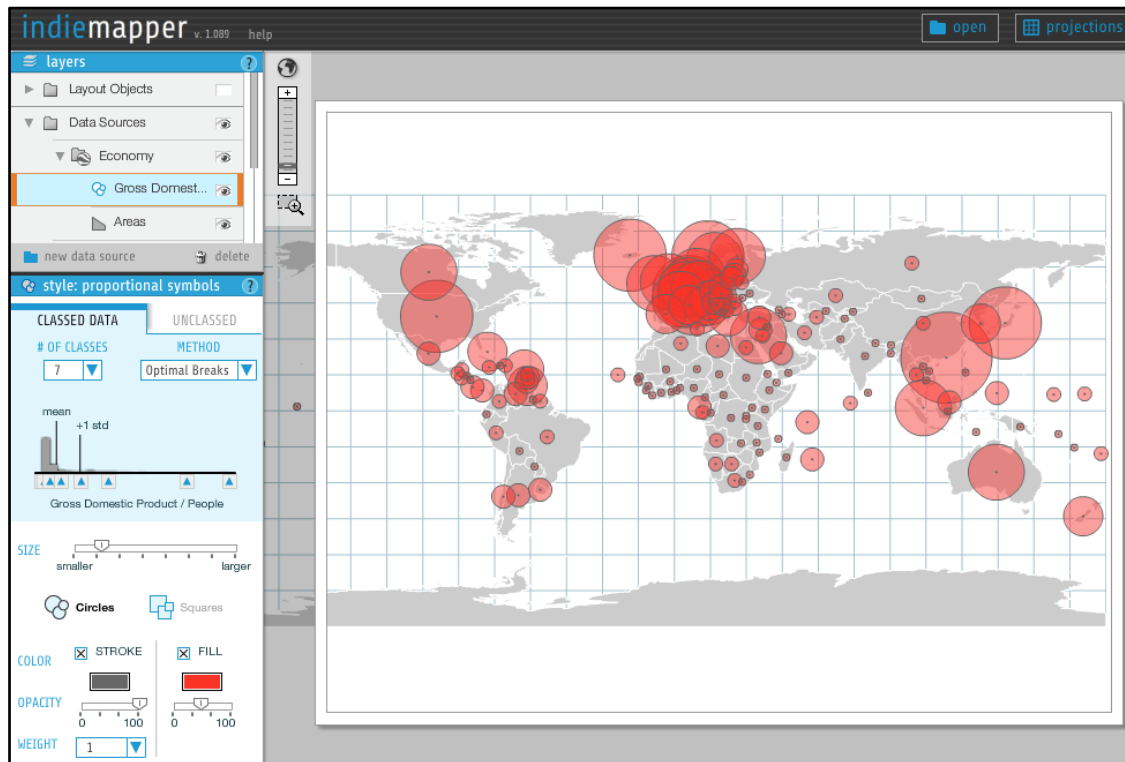 indiemapper v. 1.089 help open projections
layers ?
Layout Objects
Data Sources
Economy
Gross Domest...
Areas
new data source delete
style: proportional symbols ?
CLASSED DATA UNCLASSED
# OF CLASSES METHOD
7 Optimal Breaks
mean
+1 std
Gross Domestic Product / People
SIZE
smaller larger
Circles Squares
COLOR STROKE FILL
OPACITY
0 100 0 100
WEIGHT 1
+
-